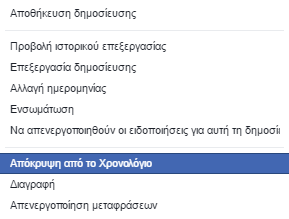 Αποθήκευση δημοσίευσης
Προβολή ιστορικού επεξεργασίας
Επεξεργασία δημοσίευσης
Αλλαγή ημερομηνίας
Ενσωμάτωση
Να απενεργοποιηθούν οι ειδοποιήσεις για αυτή τη δημοσί
Απόκρυψη από το Χρονολόγιο
Διαγραφή
Απενεργοποίηση μεταφράσεων